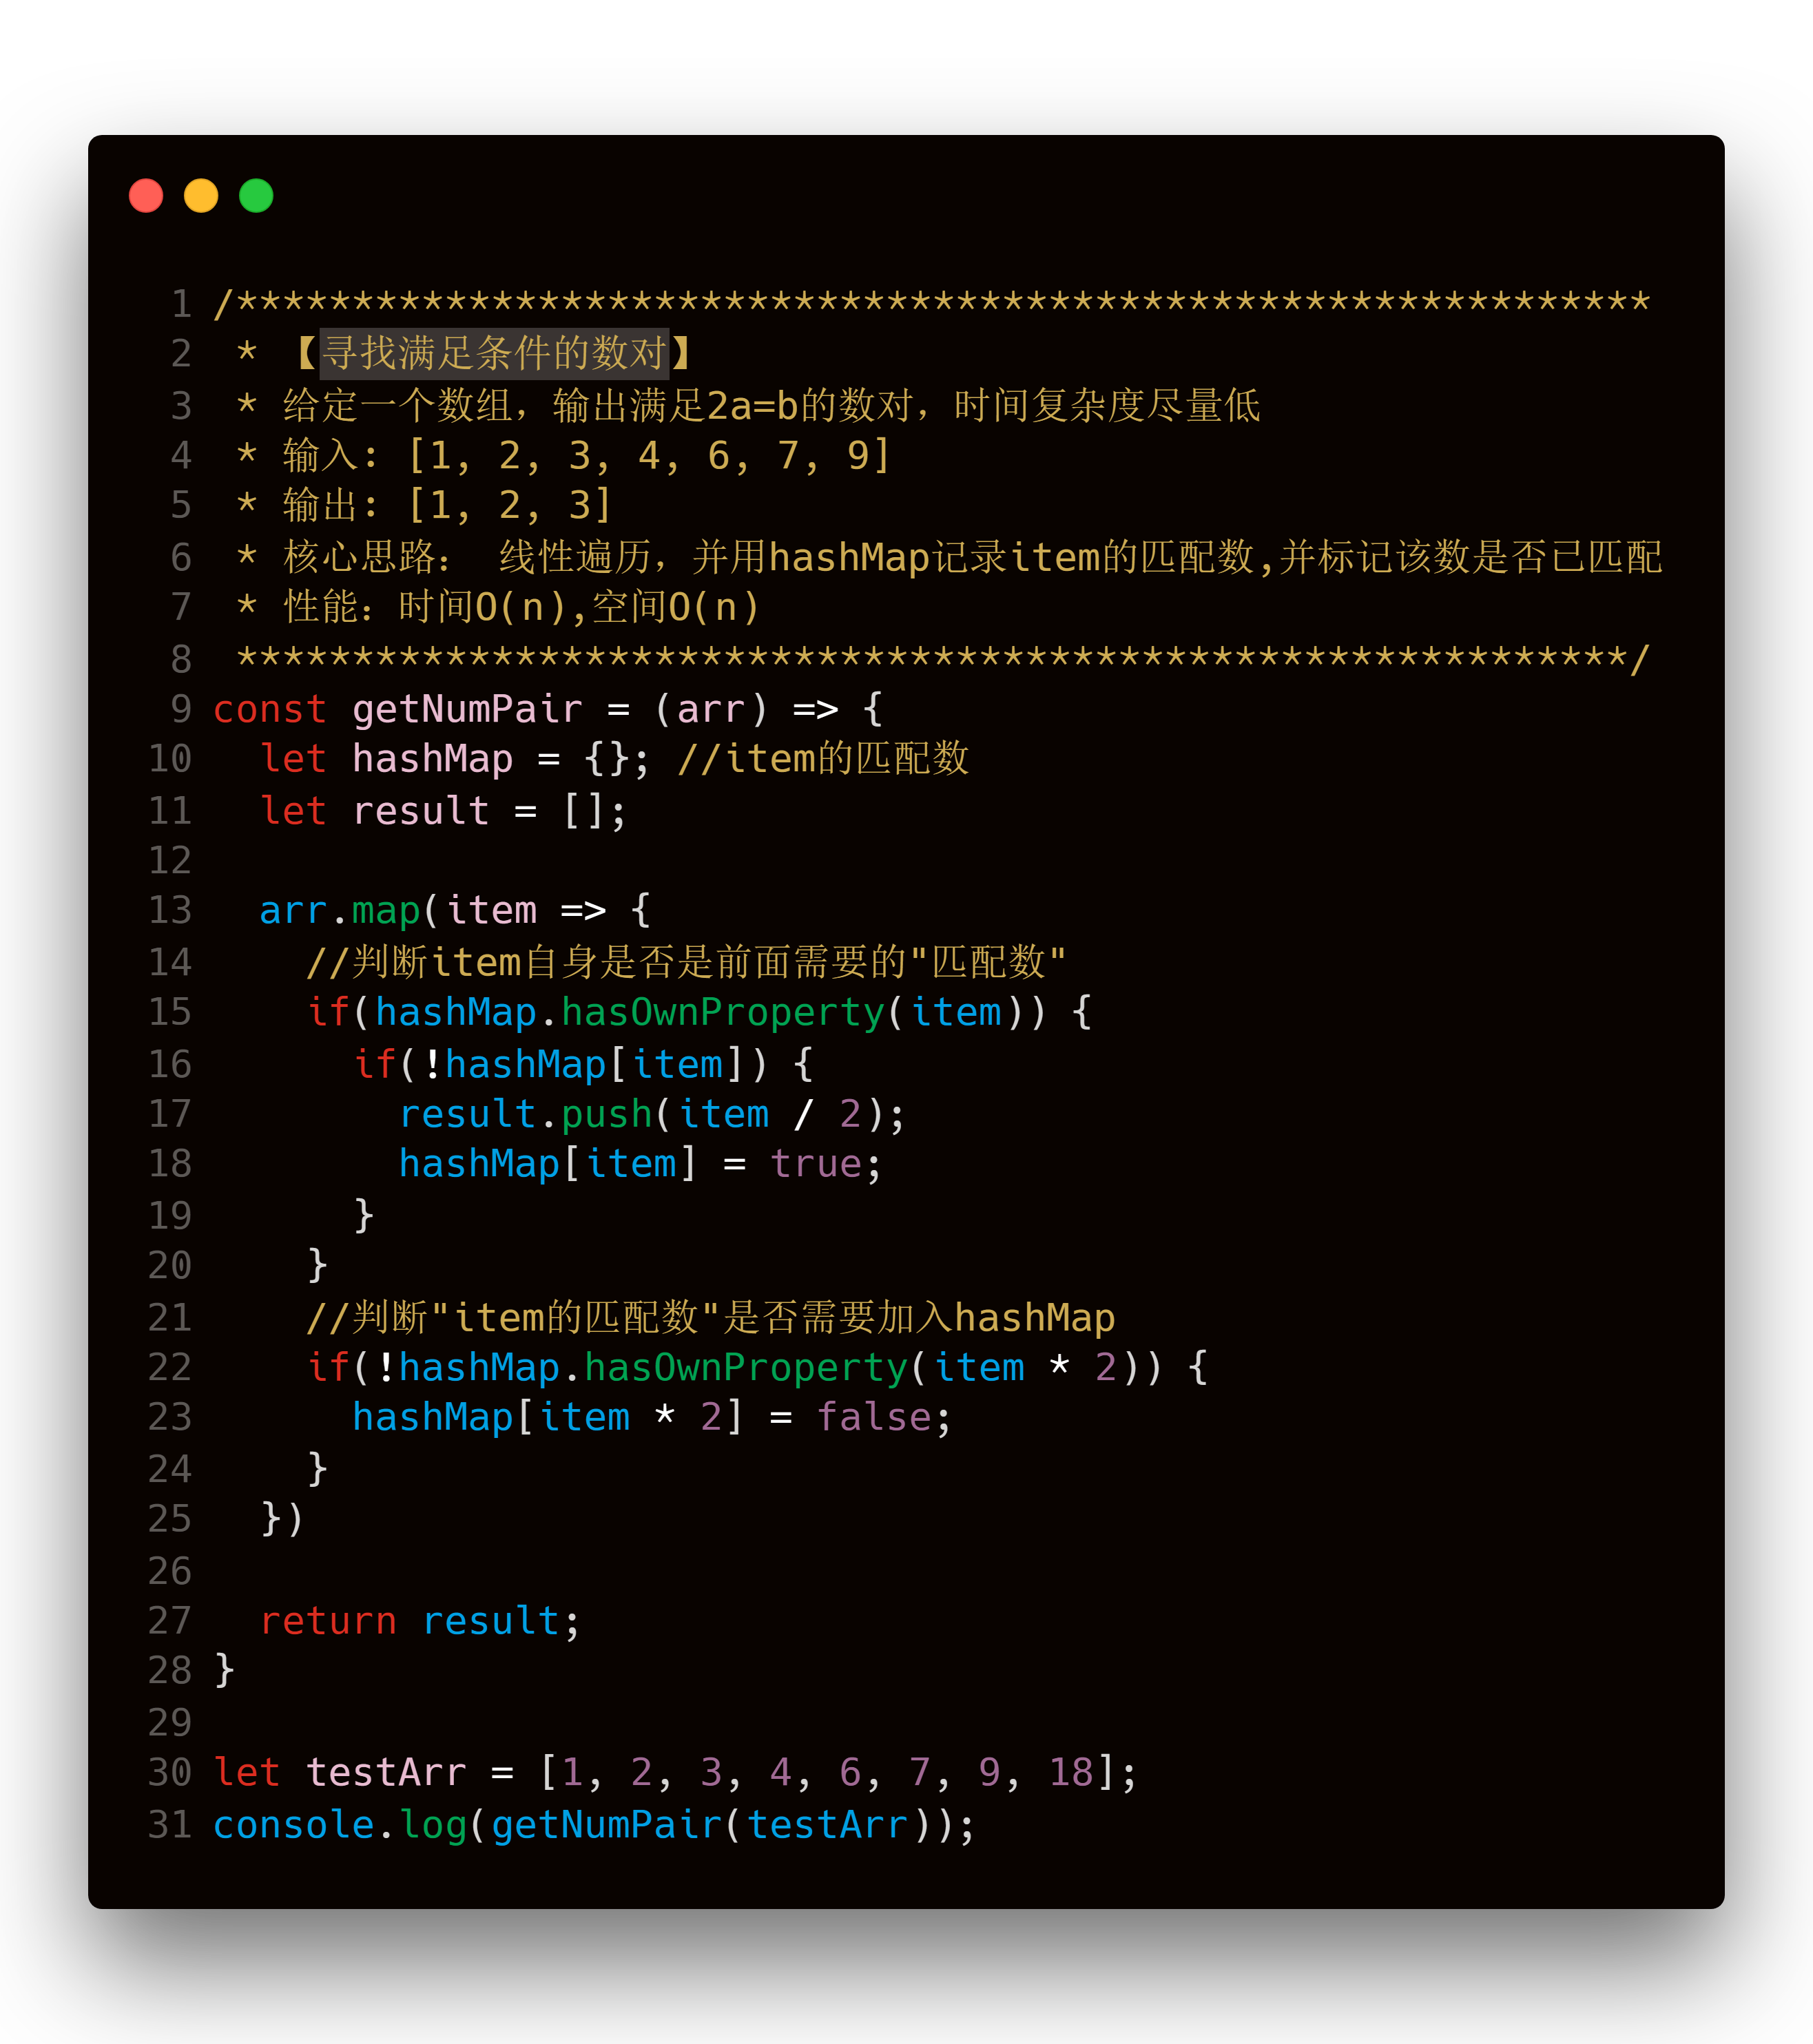 1 /*************************************************************
2  * 【寻找满足条件的数对】
3  * 给定一个数组，输出满足2a=b的数对，时间复杂度尽量低
4  * 输入: [1, 2, 3, 4, 6, 7, 9]
5  * 输出: [1, 2, 3]
6  * 核心思路： 线性遍历，并用hashMap记录item的匹配数,并标记该数是否已匹配
7  * 性能：时间O(n),空间O(n)
8  ************************************************************/
9 const getNumPair = (arr) => {
10   let hashMap = {}; //item的匹配数
11   let result = [];
12
13   arr.map(item => {
14     //判断item自身是否是前面需要的"匹配数"
15     if(hashMap.hasOwnProperty(item)) {
16       if(!hashMap[item]) {
17         result.push(item / 2);
18         hashMap[item] = true;
19       }
20     }
21     //判断"item的匹配数"是否需要加入hashMap
22     if(!hashMap.hasOwnProperty(item * 2)) {
23       hashMap[item * 2] = false;
24     }
25   })
26
27   return result;
28 }
29
30 let testArr = [1, 2, 3, 4, 6, 7, 9, 18];
31 console.log(getNumPair(testArr));